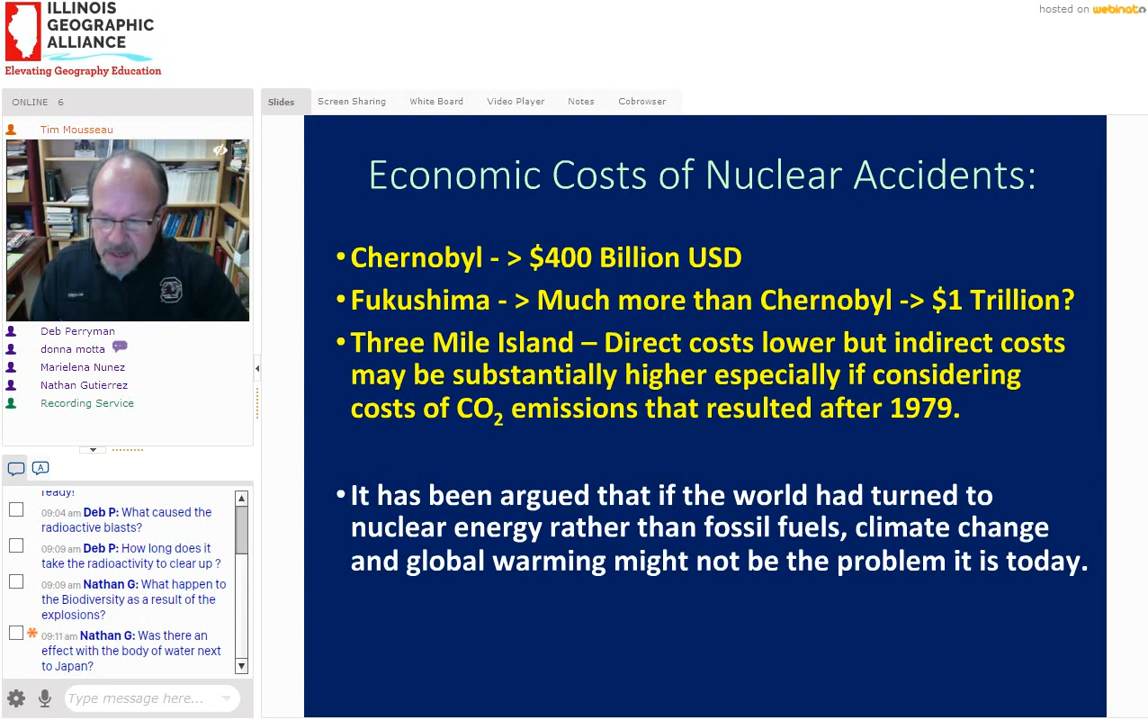 ILLINOIS
GEOGRAPHIC
ALLIANCE
Elevating Geography Education
hosted on webinato
ONLINE 6
Tim Mousseau
Deb Perryman
donna motta
Marielena Nunez
Nathan Gutierrez
Recording Service
ready!
09:04 am Deb P: What caused the
radioactive blasts?
09:09 am Deb P: How long does it
take the radioactivity to clear up ?
09:09 am Nathan G: What happen to
the Biodiversity as a result of the
explosions?
09:11 am Nathan G: Was there an
effect with the body of water next
to Japan?
Type message here...
Slides Screen Sharing White Board Video Player Notes Cobrowser
Economic Costs of Nuclear Accidents:
• Chernobyl - > $400 Billion USD
• Fukushima - > Much more than Chernobyl -> $1 Trillion?
• Three Mile Island – Direct costs lower but indirect costs
may be substantially higher especially if considering
costs of CO₂ emissions that resulted after 1979.
• It has been argued that if the world had turned to
nuclear energy rather than fossil fuels, climate change
and global warming might not be the problem it is today.